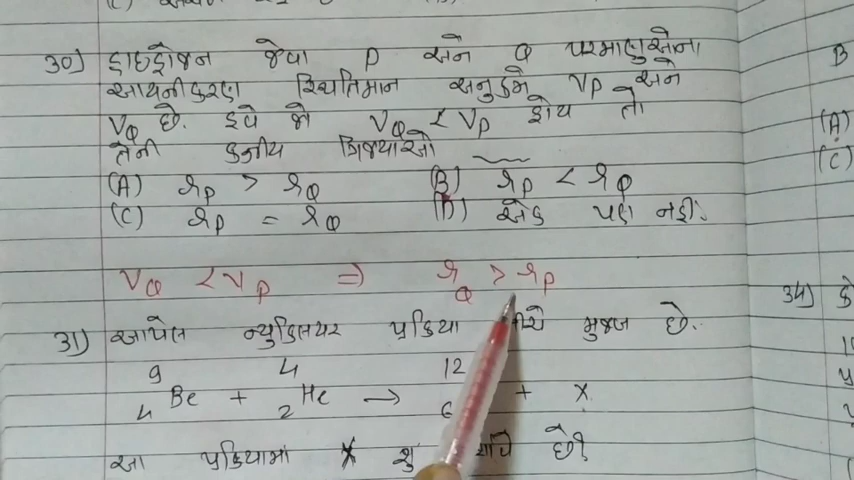 30) હાઇડ્રોજન જેવા P અને Q પરમાણુઓના
આયનીકરણ સ્થિતિમાન અનુક્રમે VP અને
VQ છે. હવે જો VQ < VP હોય તો
તેની કક્ષીય ત્રિજ્યાઓ
(A) rP > rQ (B) rP < rQ
(C) rP = rQ (D) એક પણ નહીં.
VQ < VP ⇒ rQ > rP
31) આપેલ ન્યુક્લિયર પ્રક્રિયા નીચે મુજબ છે.
9 4 12
4 Be + 2 He → 6 + X
આ પ્રક્રિયામાં X શું છે?
B
(A)
(C)
34)